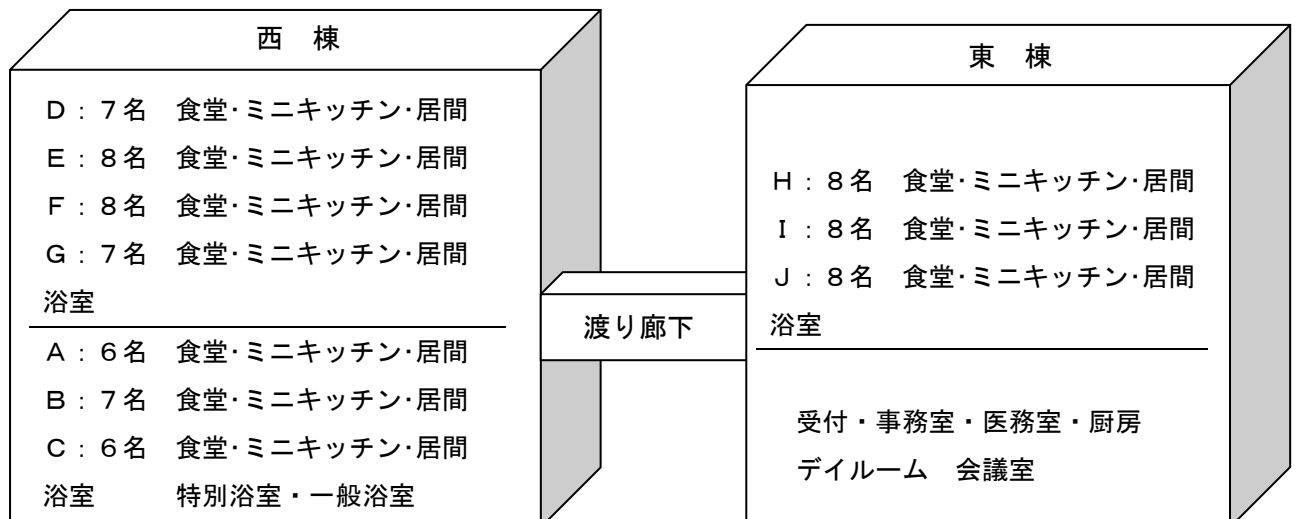 西　棟
Ｄ：７名　食堂･ミニキッチン･居間
Ｅ：８名　食堂･ミニキッチン･居間
Ｆ：８名　食堂･ミニキッチン･居間
Ｇ：７名　食堂･ミニキッチン･居間
浴室
Ａ：６名　食堂･ミニキッチン･居間
Ｂ：７名　食堂･ミニキッチン･居間
Ｃ：６名　食堂･ミニキッチン･居間
浴室　　　特別浴室・一般浴室
渡り廊下
東　棟
Ｈ：８名　食堂･ミニキッチン･居間
Ｉ：８名　食堂･ミニキッチン･居間
Ｊ：８名　食堂･ミニキッチン･居間
浴室
受付・事務室・医務室・厨房
デイルーム　会議室